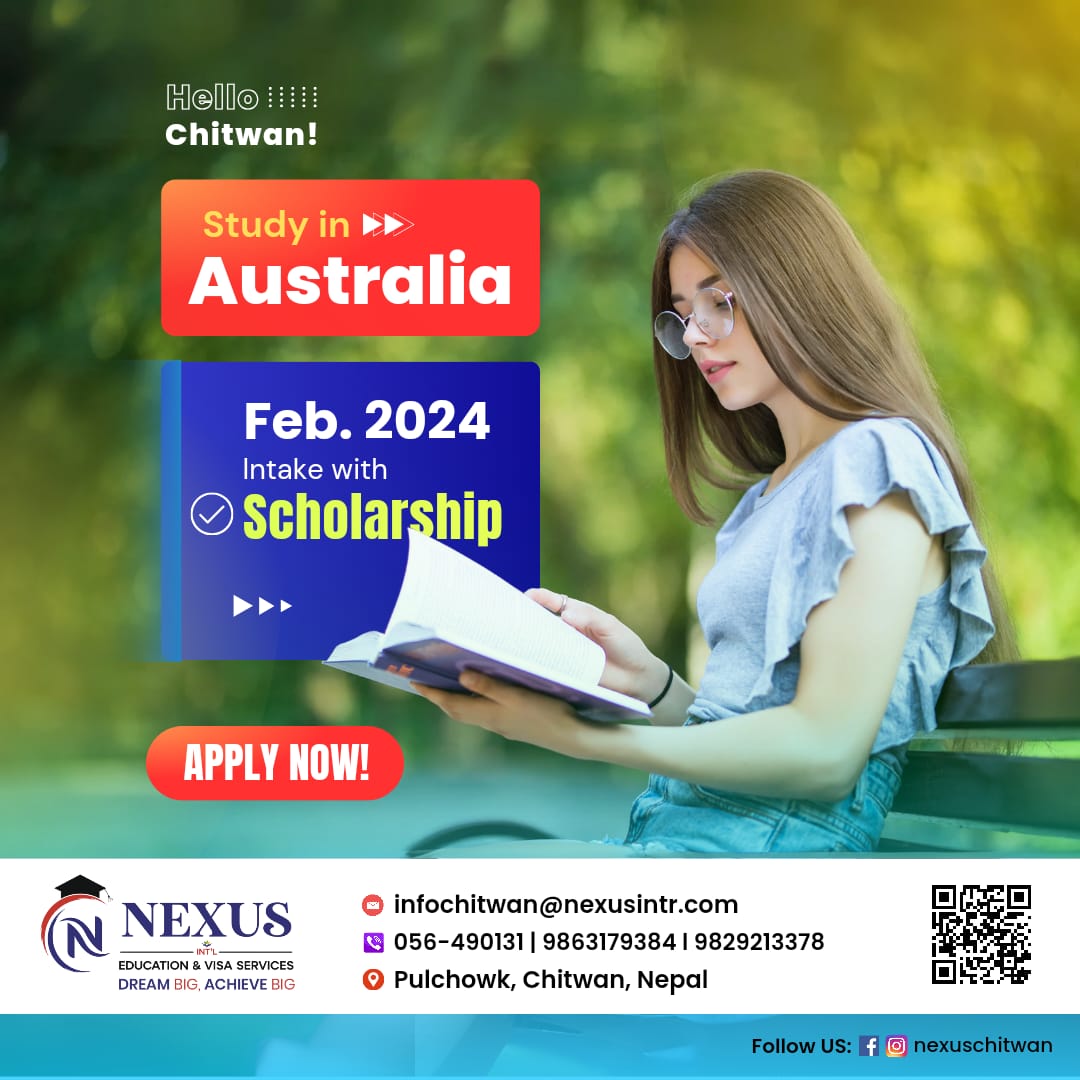 Hello
Chitwan!
Study in
Australia
Feb. 2024
Intake with
Scholarship
APPLY NOW!
NEXUS
INT'L
EDUCATION & VISA SERVICES
DREAM BIG, ACHIEVE BIG
infochitwan@nexusintr.com
056-490131 | 9863179384 I 9829213378
Pulchowk, Chitwan, Nepal
Follow US: nexuschitwan